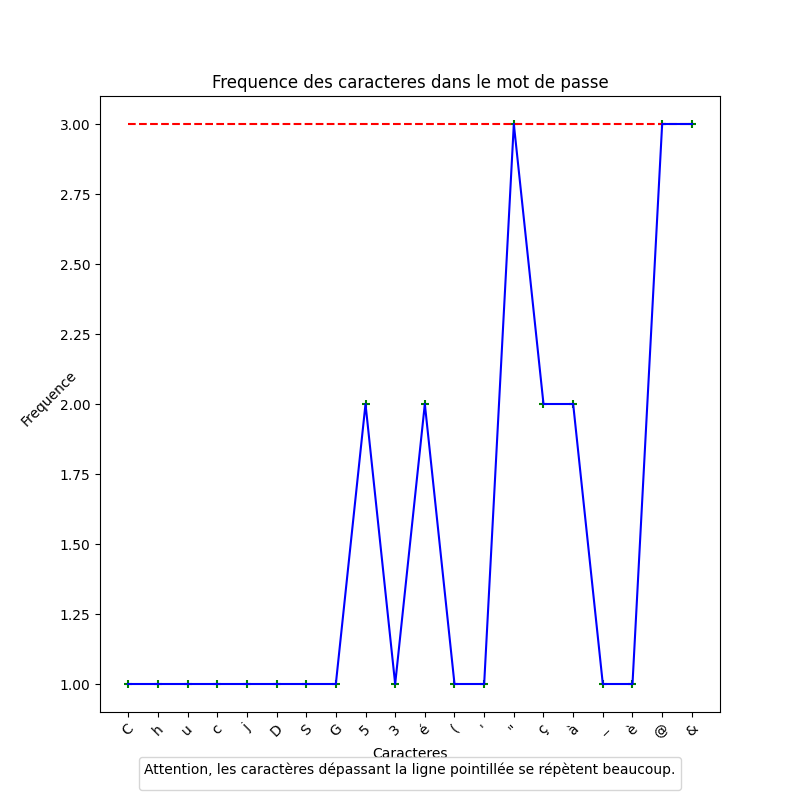 Frequence des caracteres dans le mot de passe
3.00
2.75
2.50
2.25
2.00
1.75
1.50
1.25
1.00
Frequence
C h u c j D S G 5 3 é ( ' " ç à _ è @ &
Caracteres
Attention, les caractères dépassant la ligne pointillée se répètent beaucoup.